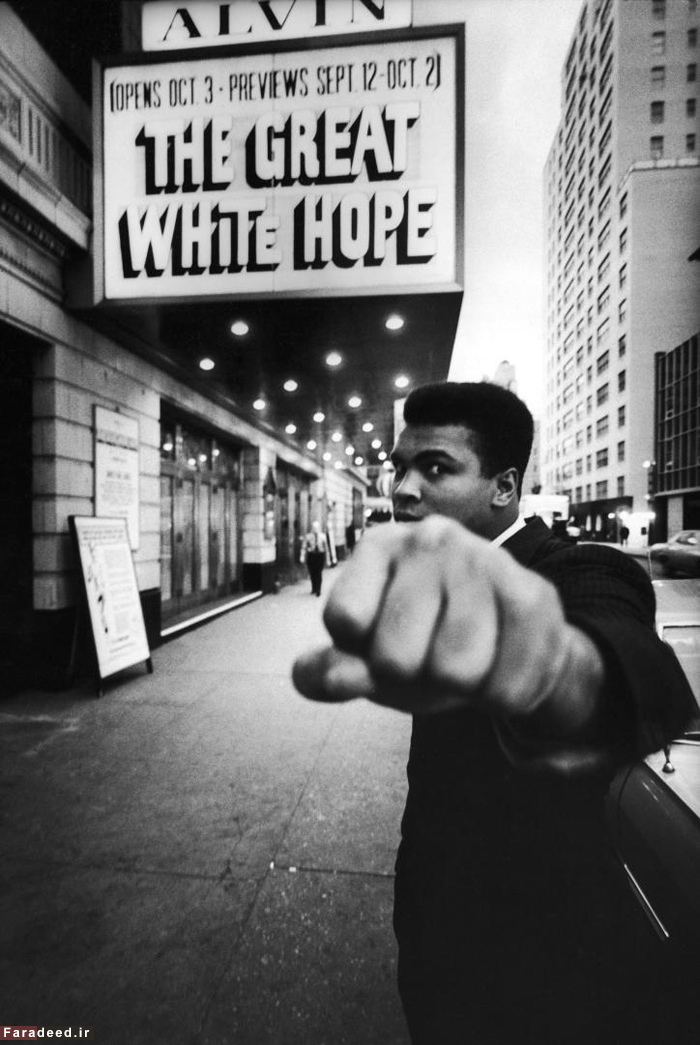 ALVIN
(OPENS OCT. 3 · PREVIEWS SEPT. 12-OCT. 2)
THE GREAT
WHITE HOPE
Faradeed.ir